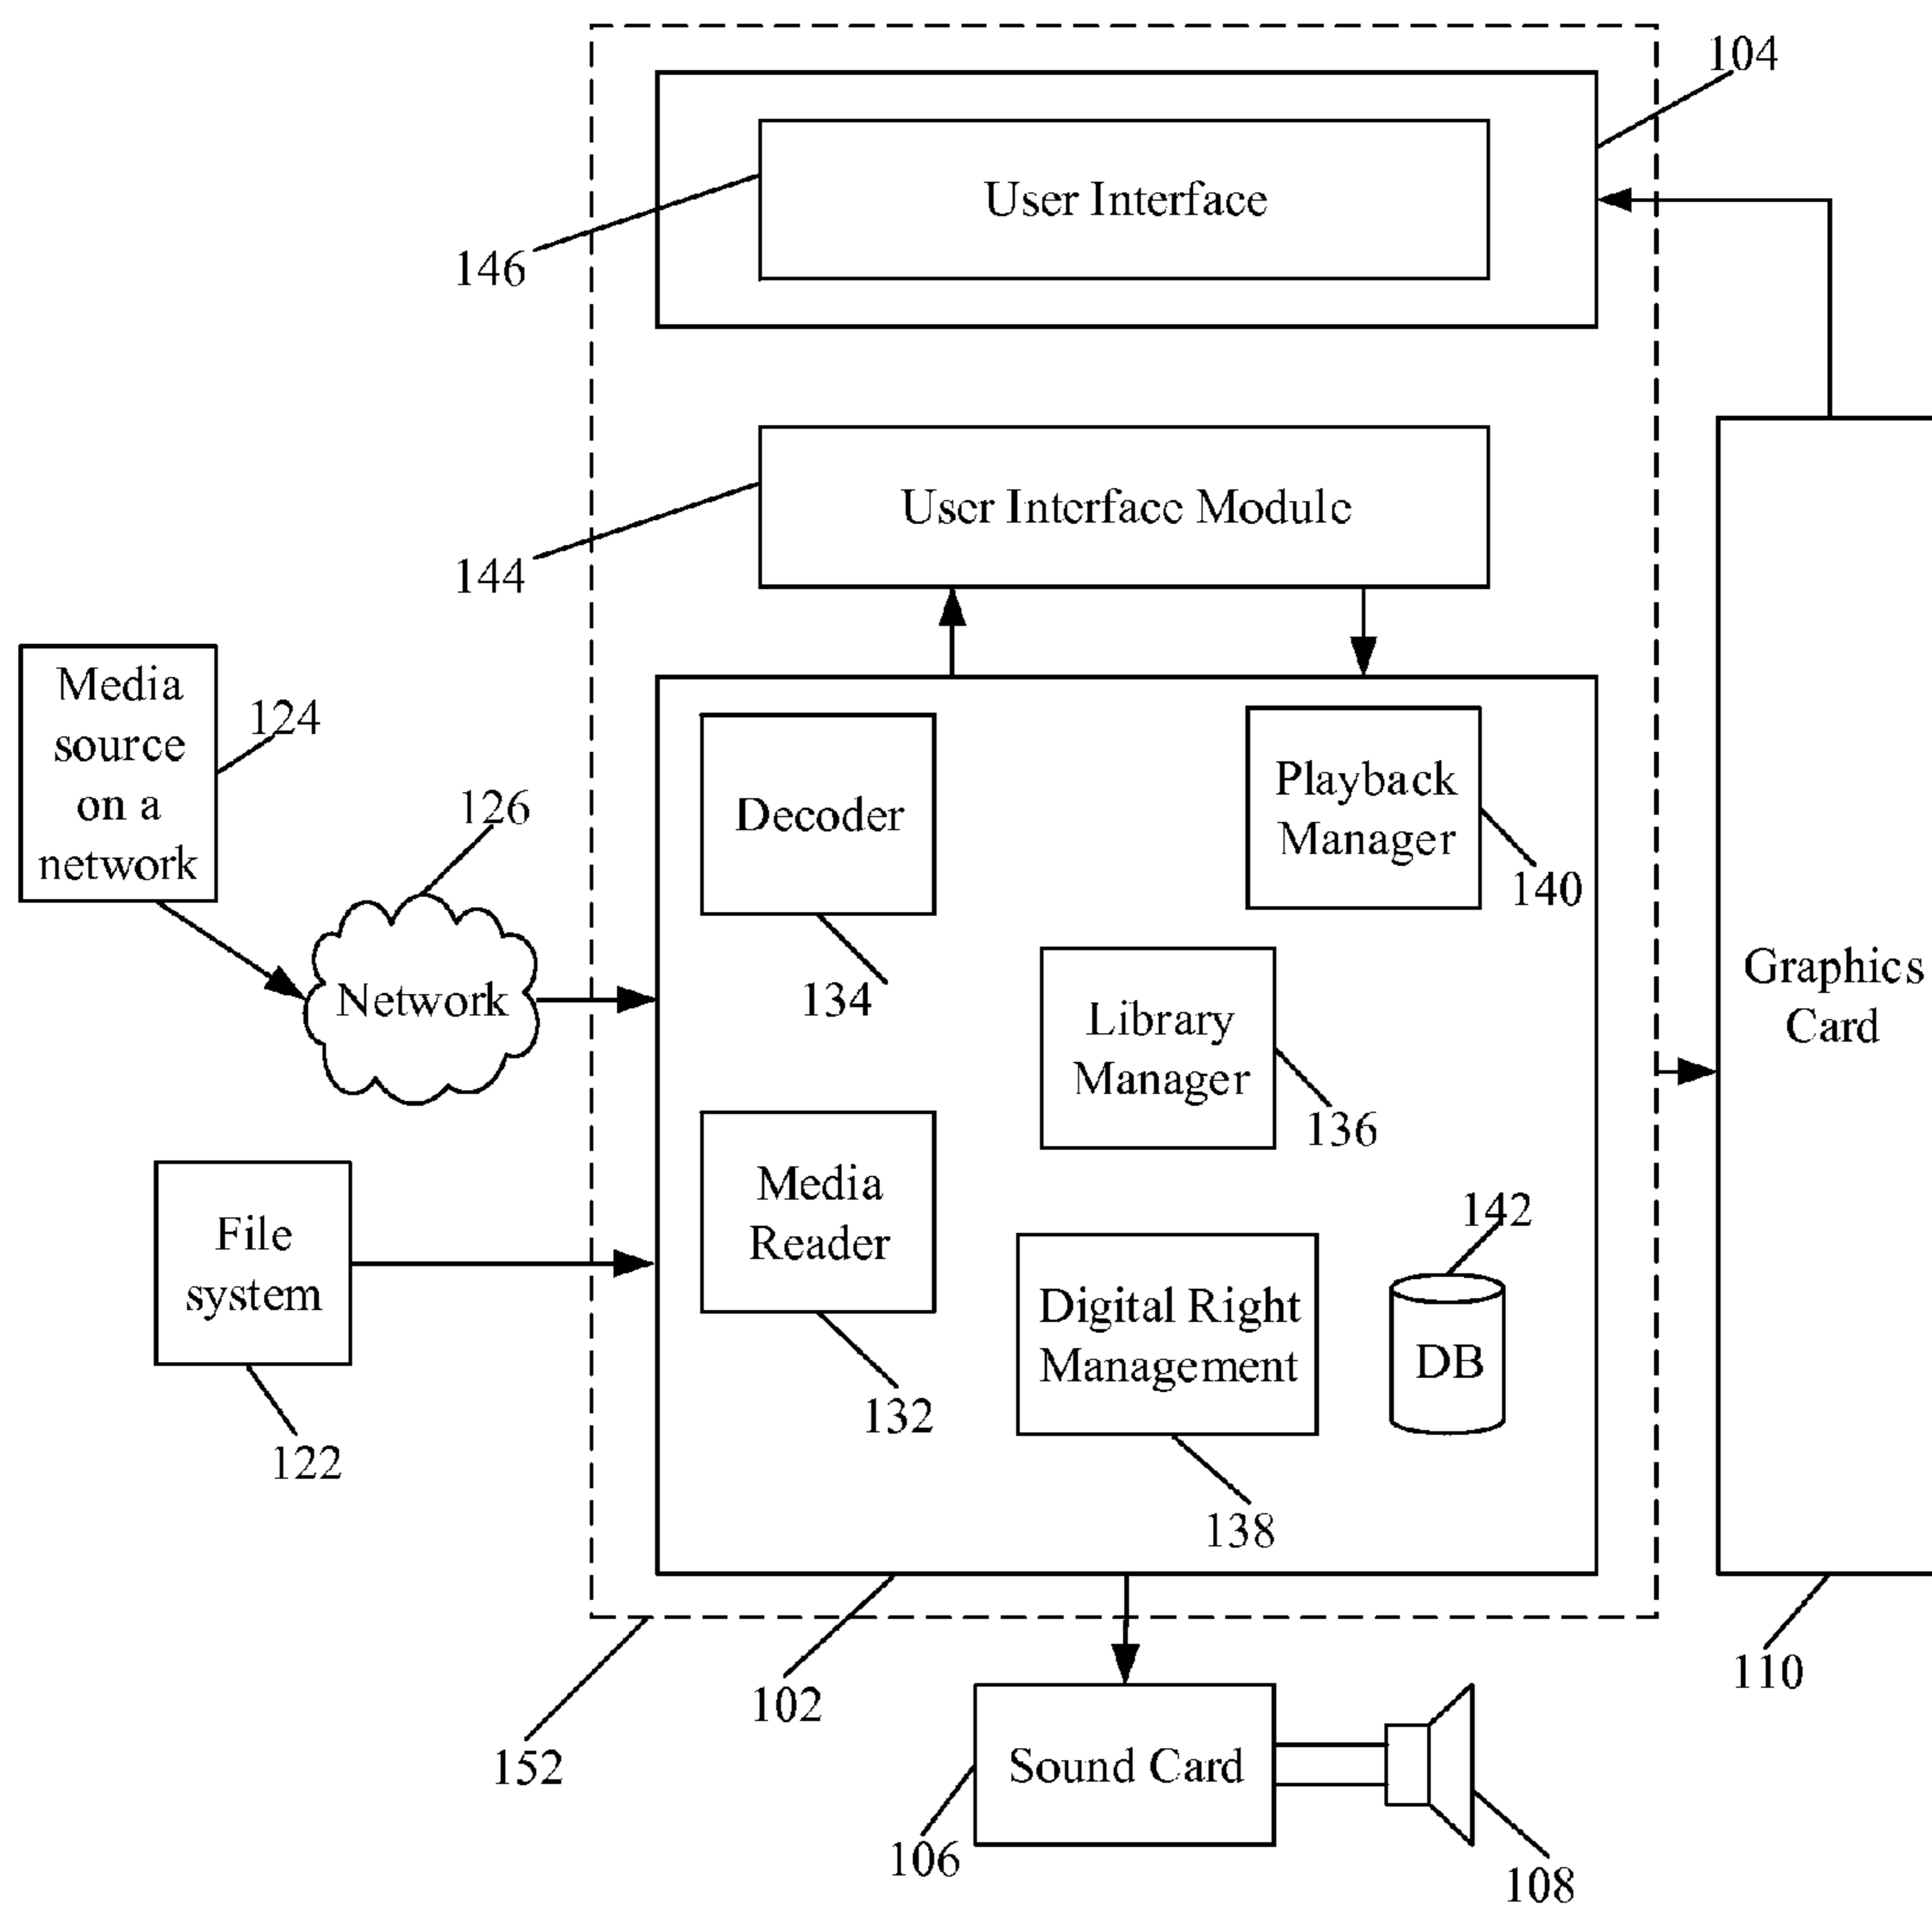 104
User Interface
146
User Interface Module
144
Media
source
on a
network
124
126
Network
Decoder
134
Playback
Manager
140
Library
Manager
136
Graphics
Card
File
system
122
Media
Reader
132
Digital Right
Management
138
142
DB
110
102
152
Sound Card
106
108